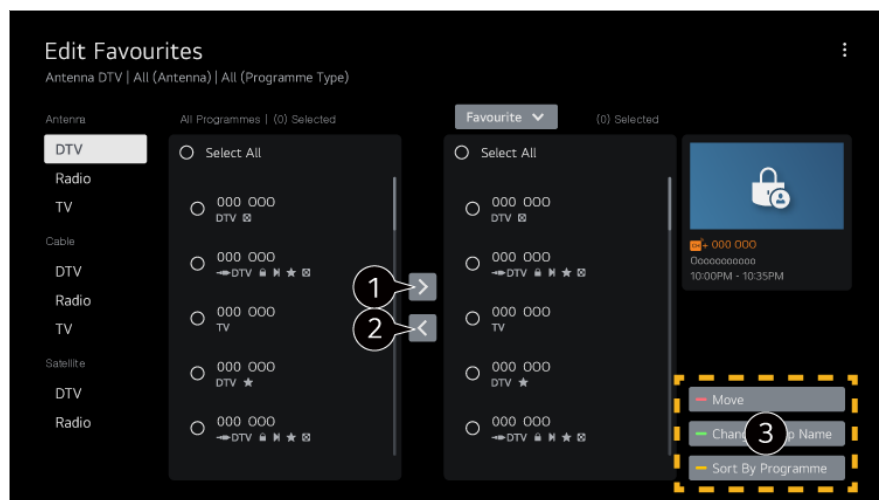 Edit Favourites
Antenna DTV | All (Antenna) | All (Programme Type)
Antenna
DTV
Radio
TV
Cable
DTV
Radio
TV
Satellite
DTV
Radio
All Programmes | (0) Selected
Select All
000 000
DTV
000 000
DTV
000 000
TV
000 000
DTV
000 000
DTV
1
2
Favourite
(0) Selected
Select All
000 000
DTV
000 000
DTV
000 000
TV
000 000
DTV
000 000
DTV
CH+ 000 000
Oooooooooo
10:00PM - 10:35PM
Move
3
Name
Sort By Programme